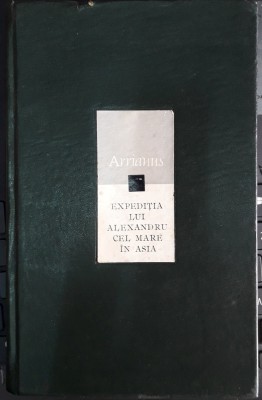 Arrianus
EXPEDIȚIA
LUI
ALEXANDRU
CEL MARE
ÎN ASIA